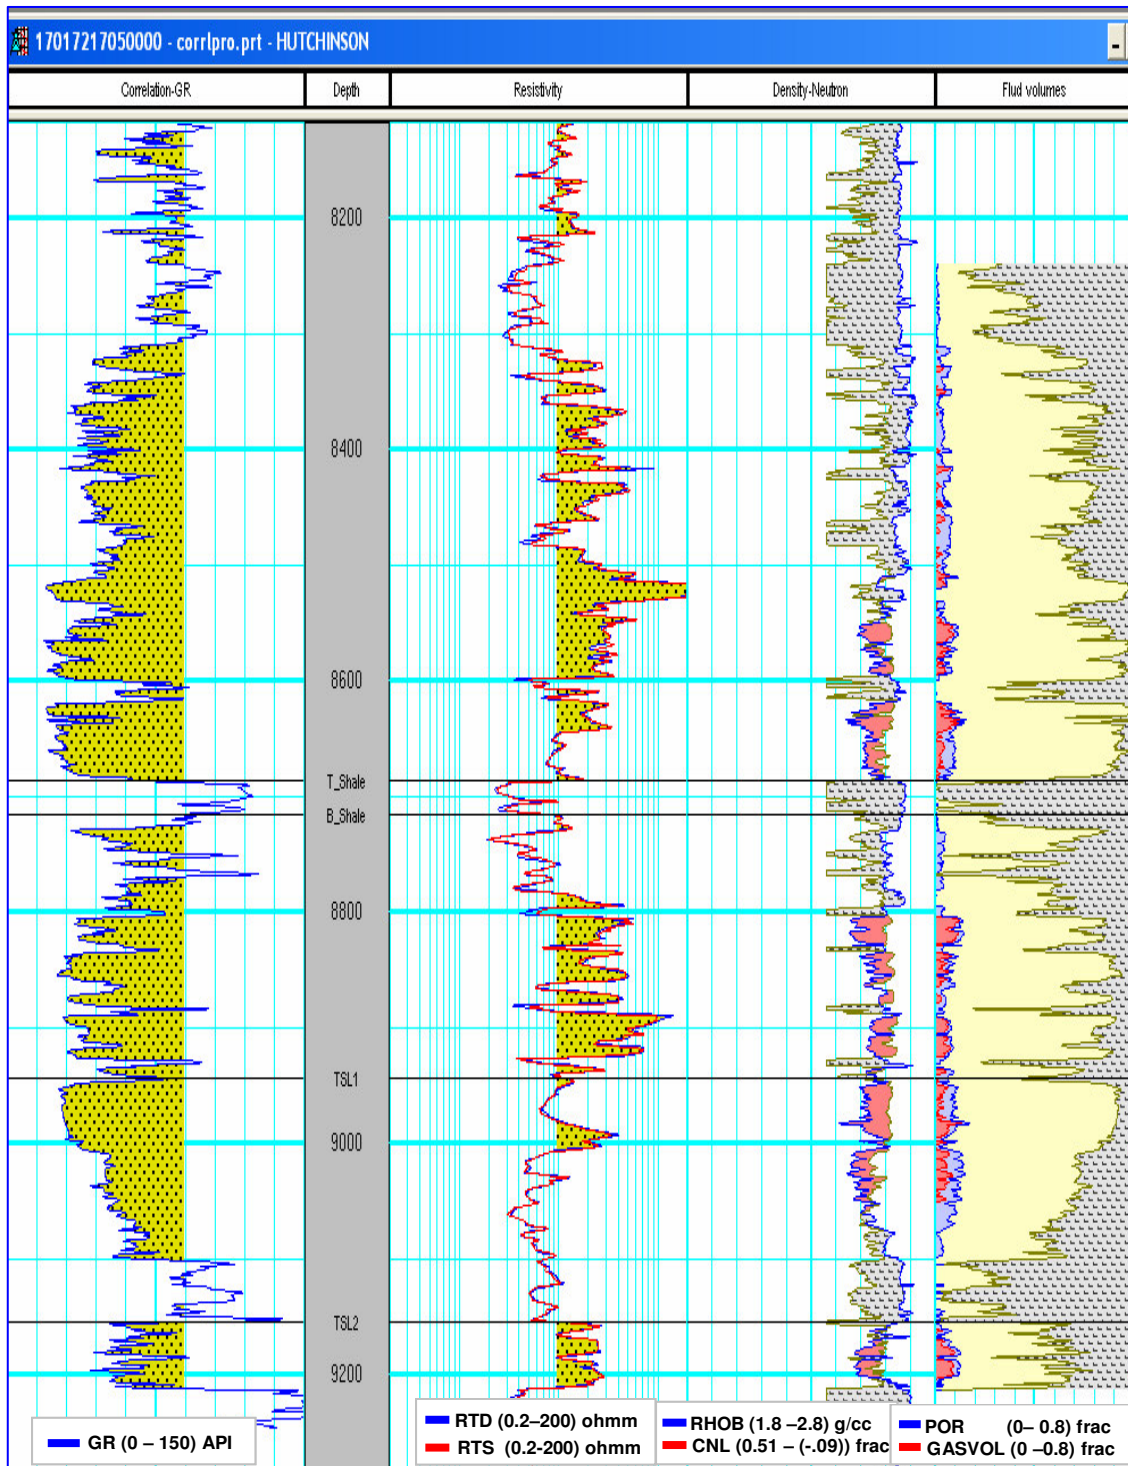 17017217050000 - corrlpro.prt - HUTCHINSON
Correlation-GR Depth Resistivity Density-Neutron Flud volumes
8200
8400
8600
T_Shale
B_Shale
8800
TSL1
9000
TSL2
9200
GR (0 – 150) API
RTD (0.2–200) ohmm
RTS (0.2-200) ohmm
RHOB (1.8 –2.8) g/cc
CNL (0.51 – (-.09)) frac
POR (0– 0.8) frac
GASVOL (0 –0.8) frac